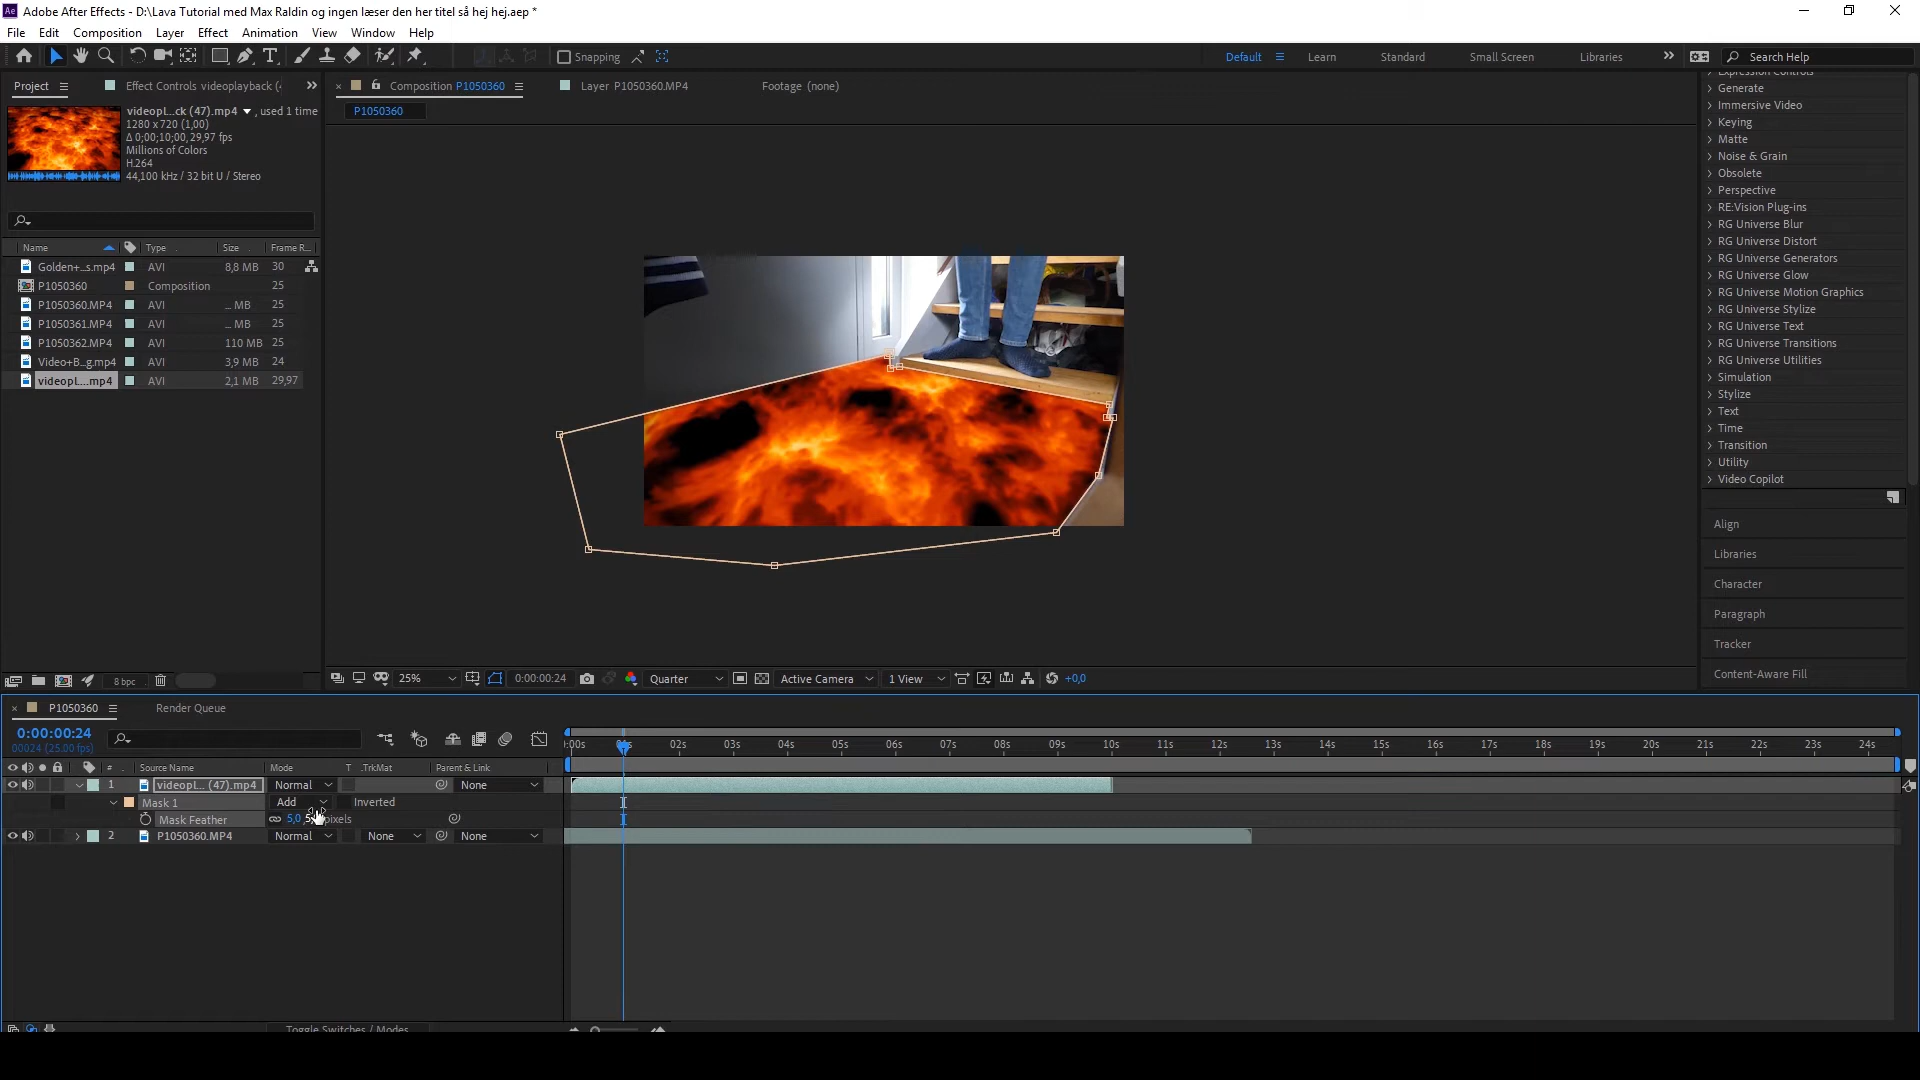 Adobe After Effects - D:\Lava Tutorial med Max Raldin og ingen læser den her titel så hej hej.aep *
File Edit Composition Layer Effect Animation View Window Help
Snapping Default Learn Standard Small Screen Libraries Search Help
Project Effect Controls videoplayback (
Composition P1050360 Layer P1050360.MP4 Footage (none)
P1050360
videopl...ck (47).mp4 , used 1 time
1280 x 720 (1,00)
Δ 0;00;10;00, 29,97 fps
Millions of Colors
H.264
44,100 kHz / 32 bit U / Stereo
Name Type Size Frame R...
Golden+...s.mp4 AVI 8,8 MB 30
P1050360 Composition 25
P1050360.MP4 AVI ... MB 25
P1050361.MP4 AVI ... MB 25
P1050362.MP4 AVI 110 MB 25
Video+B...g.mp4 AVI 3,9 MB 24
videopl....mp4 AVI 2,1 MB 29,97
8 bpc
Expression Controls
Generate
Immersive Video
Keying
Matte
Noise & Grain
Obsolete
Perspective
RE:Vision Plug-ins
RG Universe Blur
RG Universe Distort
RG Universe Generators
RG Universe Glow
RG Universe Motion Graphics
RG Universe Stylize
RG Universe Text
RG Universe Transitions
RG Universe Utilities
Simulation
Stylize
Text
Time
Transition
Utility
Video Copilot
Align
Libraries
Character
Paragraph
Tracker
Content-Aware Fill
25% 0:00:00:24 Quarter Active Camera 1 View +0,0
P1050360 Render Queue
0:00:00:24
00024 (25.00 fps)
:00s 02s 03s 04s 05s 06s 07s 08s 09s 10s 11s 12s 13s 14s 15s 16s 17s 18s 19s 20s 21s 22s 23s 24s
# Source Name Mode T .TrkMat Parent & Link
1 videopl... (47).mp4 Normal None
Mask 1 Add Inverted
Mask Feather 5,0 pixels
2 P1050360.MP4 Normal None None
Toggle Switches / Modes